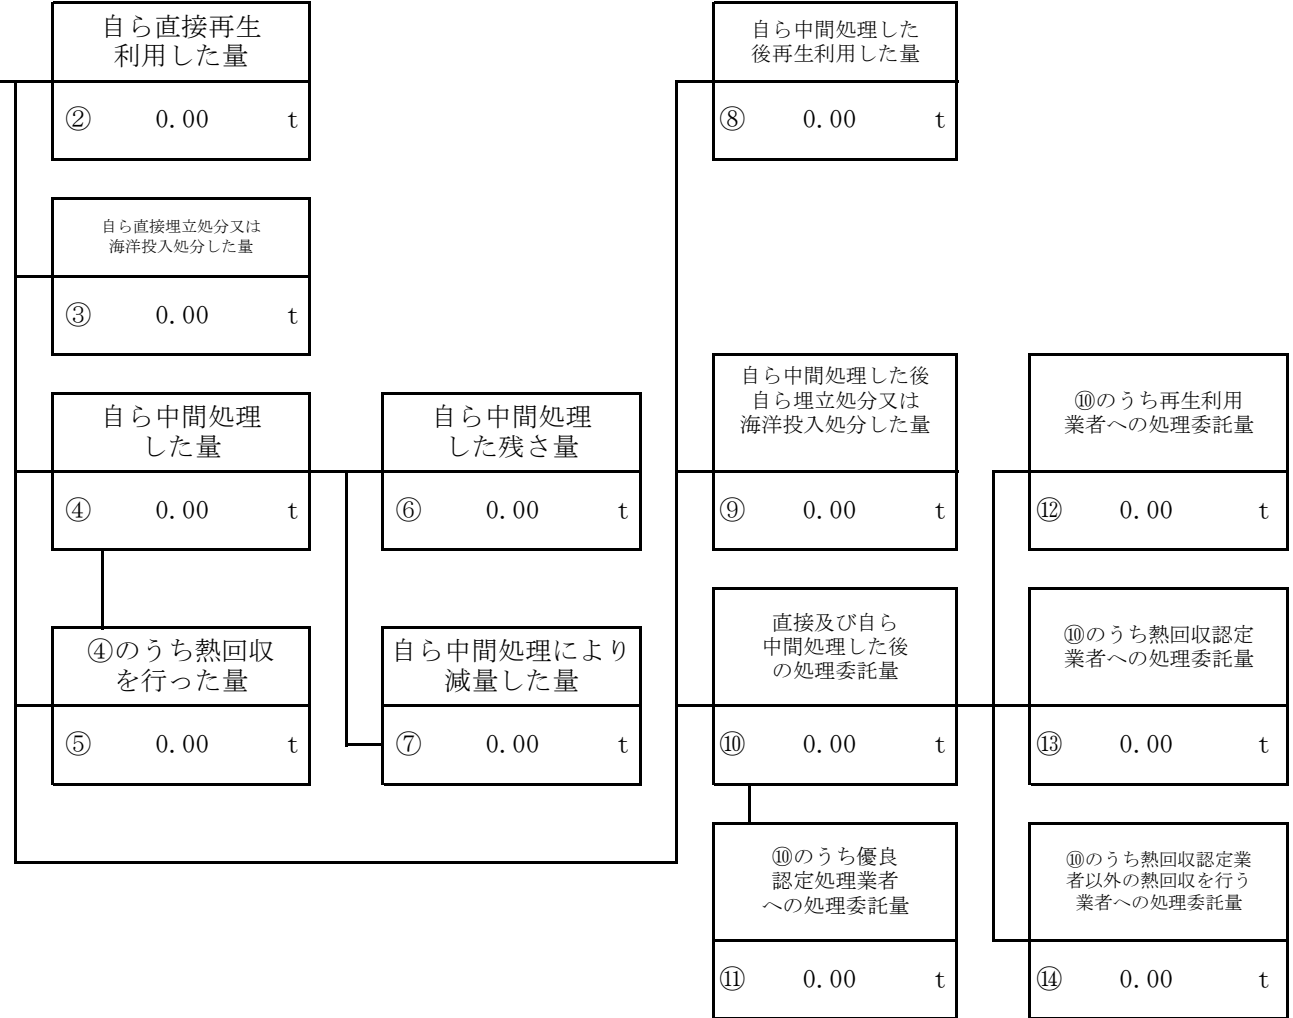 自ら直接再生
利用した量
② 0.00 t
自ら直接埋立処分又は
海洋投入処分した量
③ 0.00 t
自ら中間処理
した量
④ 0.00 t
④のうち熱回収
を行った量
⑤ 0.00 t
自ら中間処理
した残さ量
⑥ 0.00 t
自ら中間処理により
減量した量
⑦ 0.00 t
自ら中間処理した
後再生利用した量
⑧ 0.00 t
自ら中間処理した後
自ら埋立処分又は
海洋投入処分した量
⑨ 0.00 t
直接及び自ら
中間処理した後
の処理委託量
⑩ 0.00 t
⑩のうち優良
認定処理業者
への処理委託量
⑪ 0.00 t
⑩のうち再生利用
業者への処理委託量
⑫ 0.00 t
⑩のうち熱回収認定
業者への処理委託量
⑬ 0.00 t
⑩のうち熱回収認定業
者以外の熱回収を行う
業者への処理委託量
⑭ 0.00 t